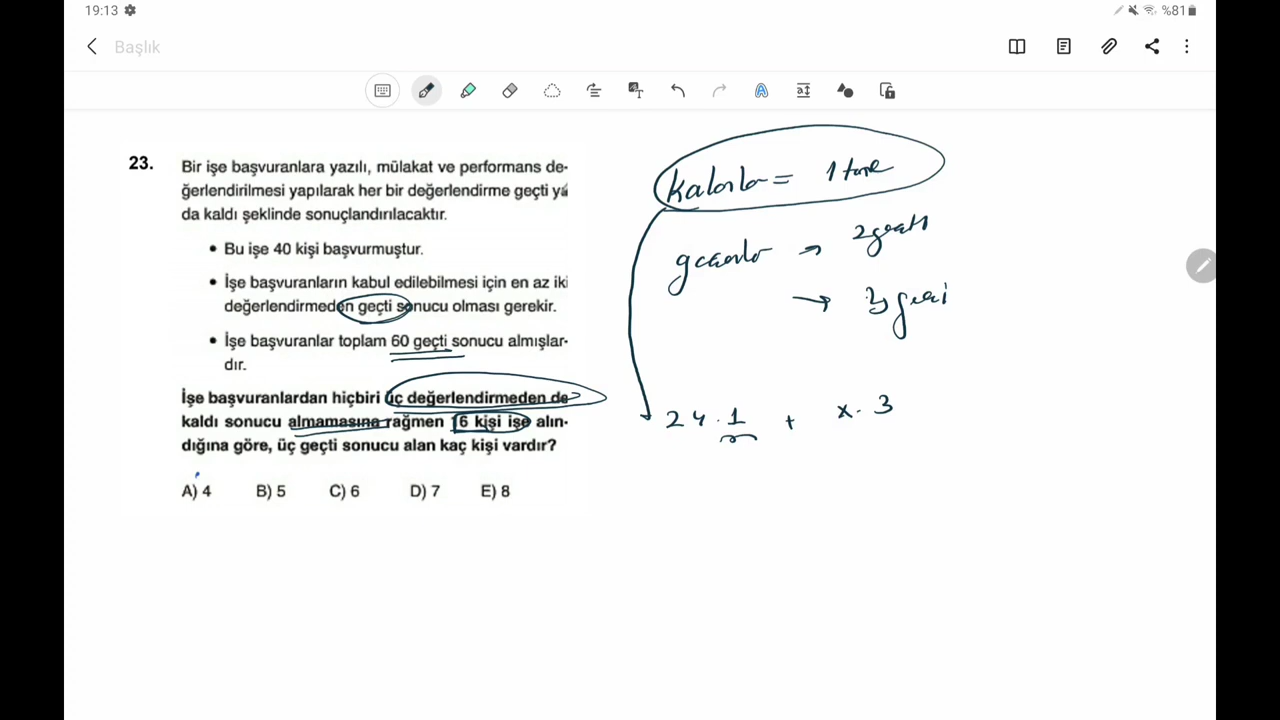 19:13
%81
Başlık
23.
Bir işe başvuranlara yazılı, mülakat ve performans de-
ğerlendirilmesi yapılarak her bir değerlendirme geçti ya
da kaldı şeklinde sonuçlandırılacaktır.
• Bu işe 40 kişi başvurmuştur.
• İşe başvuranların kabul edilebilmesi için en az iki
değerlendirmeden geçti sonucu olması gerekir.
• İşe başvuranlar toplam 60 geçti sonucu almışlar-
dır.
İşe başvuranlardan hiçbiri üç değerlendirmeden de
kaldı sonucu almamasına rağmen 16 kişi işe alın-
dığına göre, üç geçti sonucu alan kaç kişi vardır?
A) 4 B) 5 C) 6 D) 7 E) 8
Kalanlar = 1 tane
geçenler → 2 geçti
→ 3 geçti
24 . 1 + x . 3